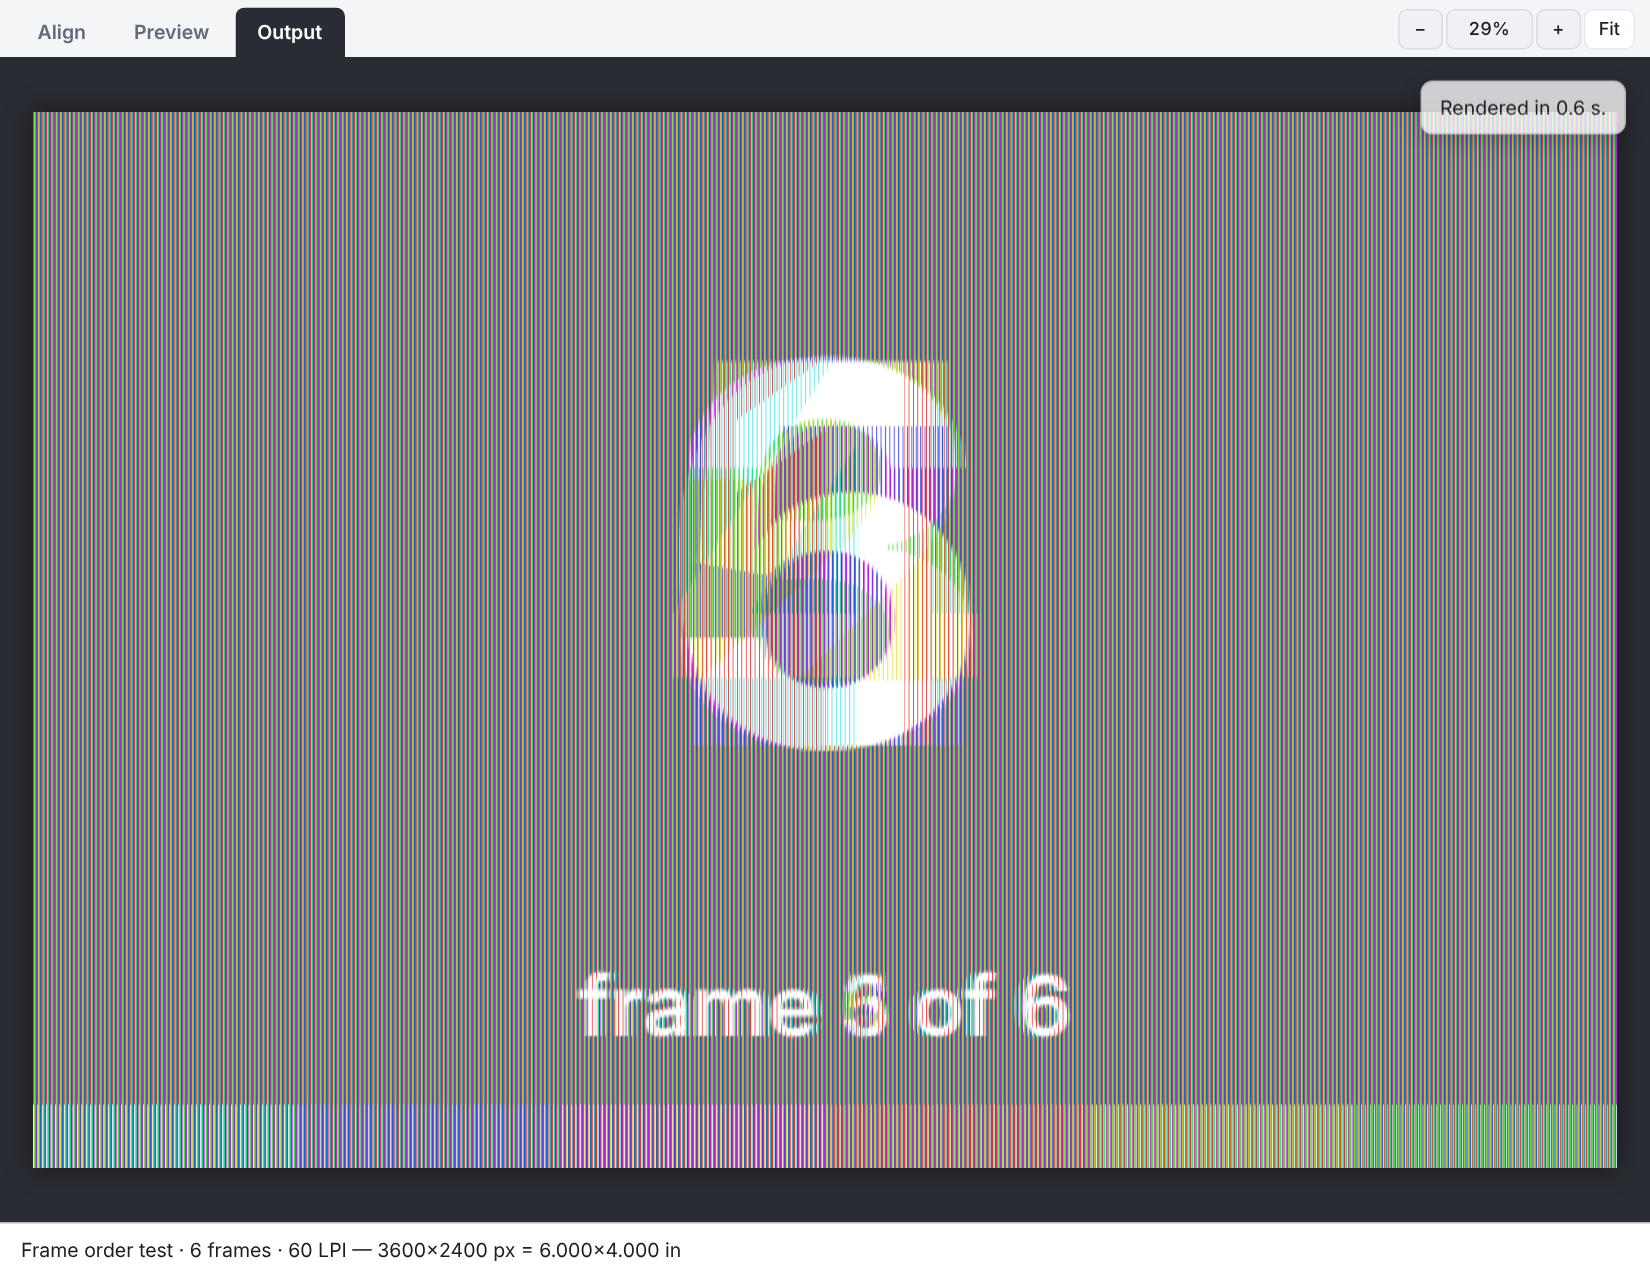 Align Preview Output − 29% + Fit
Rendered in 0.6 s.
frame of 6
Frame order test · 6 frames · 60 LPI — 3600×2400 px = 6.000×4.000 in